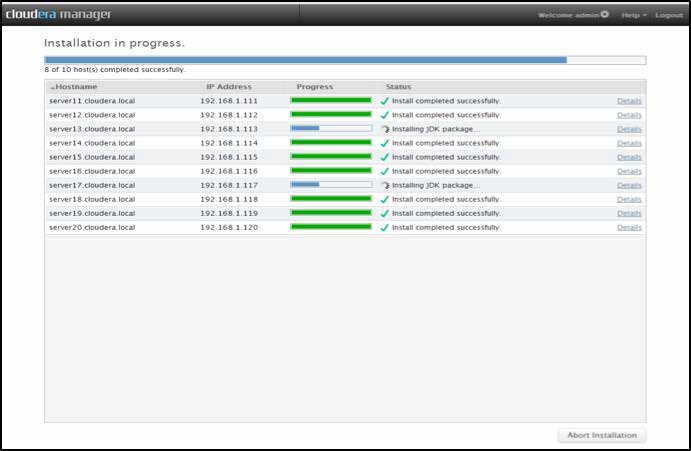 cloudera manager Welcome admin Help Logout
Installation in progress.
8 of 10 host(s) completed successfully.
Hostname IP Address Progress Status
server11.cloudera.local 192.168.1.111 Install completed successfully. Details
server12.cloudera.local 192.168.1.112 Install completed successfully. Details
server13.cloudera.local 192.168.1.113 Installing JDK package... Details
server14.cloudera.local 192.168.1.114 Install completed successfully. Details
server15.cloudera.local 192.168.1.115 Install completed successfully. Details
server16.cloudera.local 192.168.1.116 Install completed successfully. Details
server17.cloudera.local 192.168.1.117 Installing JDK package... Details
server18.cloudera.local 192.168.1.118 Install completed successfully. Details
server19.cloudera.local 192.168.1.119 Install completed successfully. Details
server20.cloudera.local 192.168.1.120 Install completed successfully. Details
Abort Installation